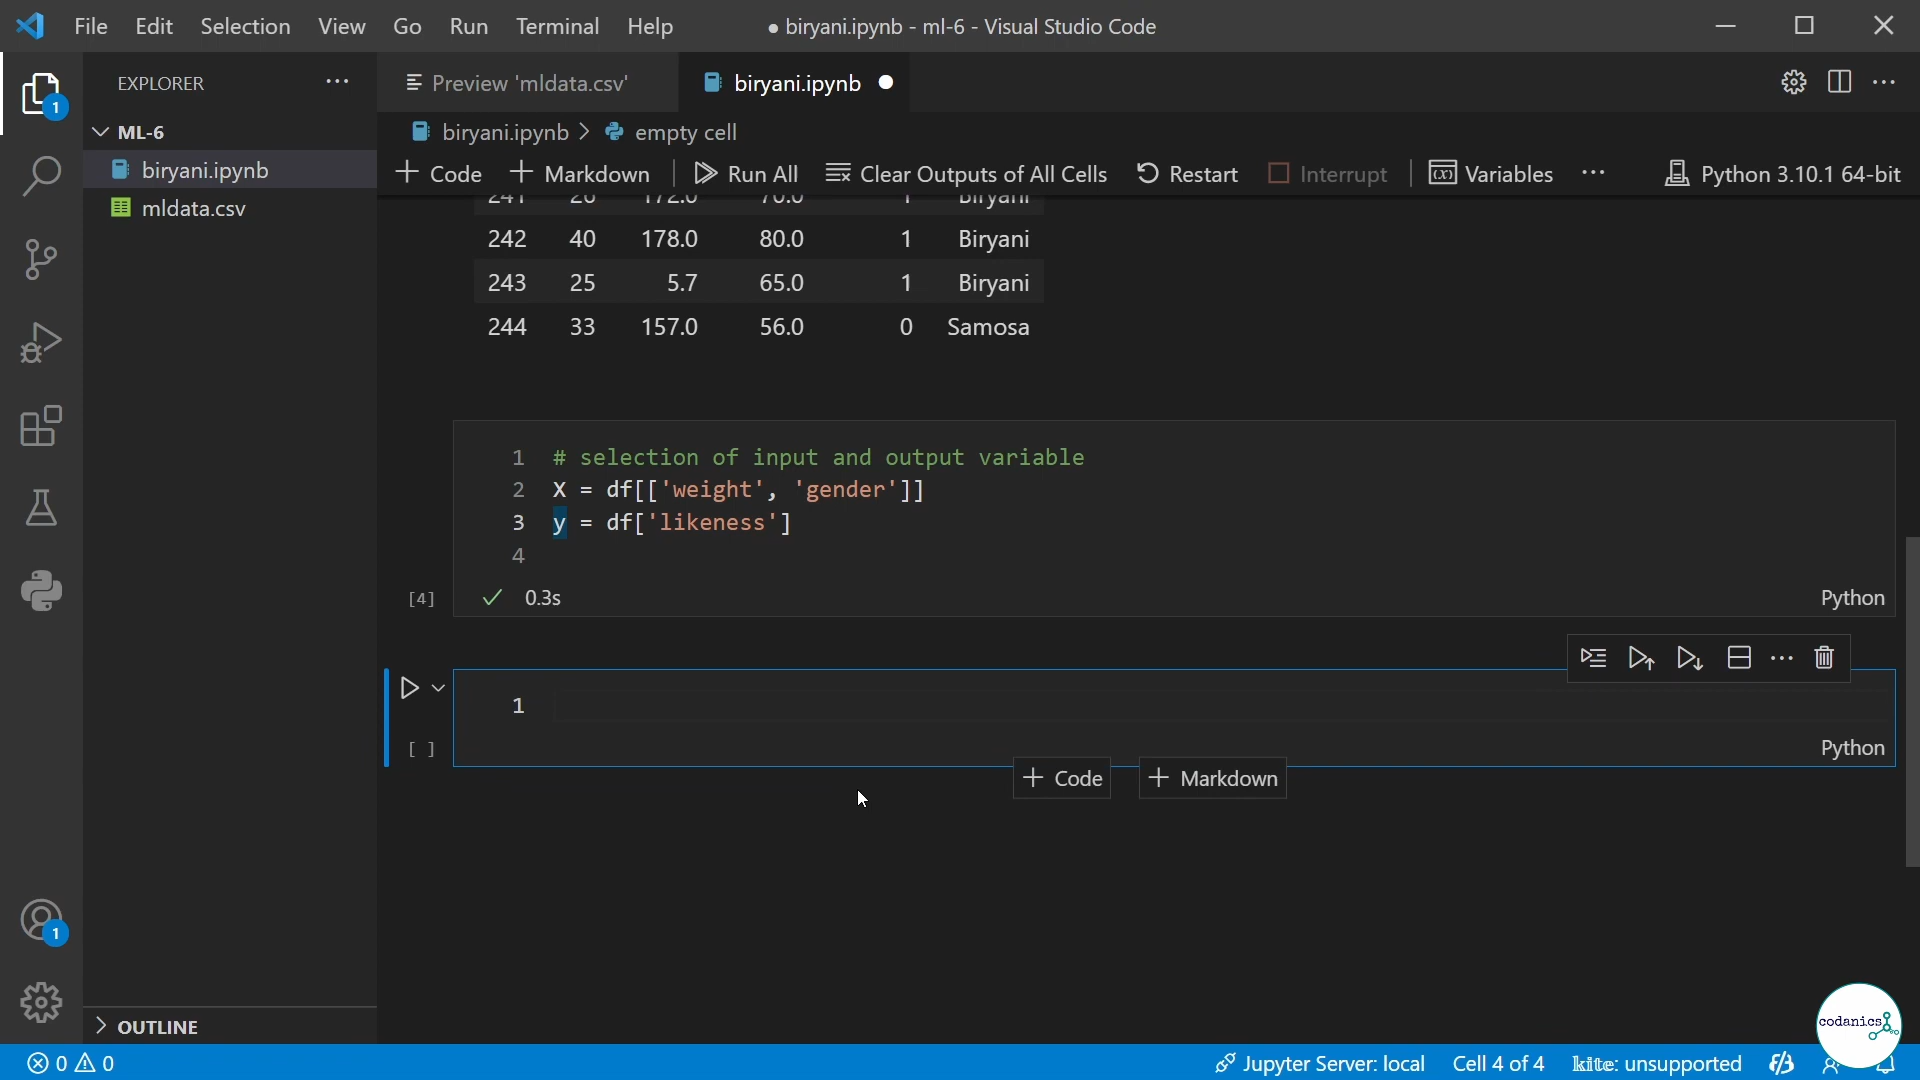 File Edit Selection View Go Run Terminal Help ● biryani.ipynb - ml-6 - Visual Studio Code
EXPLORER ··· Preview 'mldata.csv' biryani.ipynb ●
1
ML-6 biryani.ipynb > empty cell
biryani.ipynb + Code + Markdown Run All Clear Outputs of All Cells Restart Interrupt Variables ··· Python 3.10.1 64-bit
mldata.csv 241 26 172.0 70.0 1 Biryani
242 40 178.0 80.0 1 Biryani
243 25 5.7 65.0 1 Biryani
244 33 157.0 56.0 0 Samosa
1 # selection of input and output variable
2 X = df[['weight', 'gender']]
3 y = df['likeness']
4
[4] ✓ 0.3s Python
1
[ ] Python
+ Code + Markdown
1
OUTLINE
codanics
0 0 Jupyter Server: local Cell 4 of 4 kite: unsupported